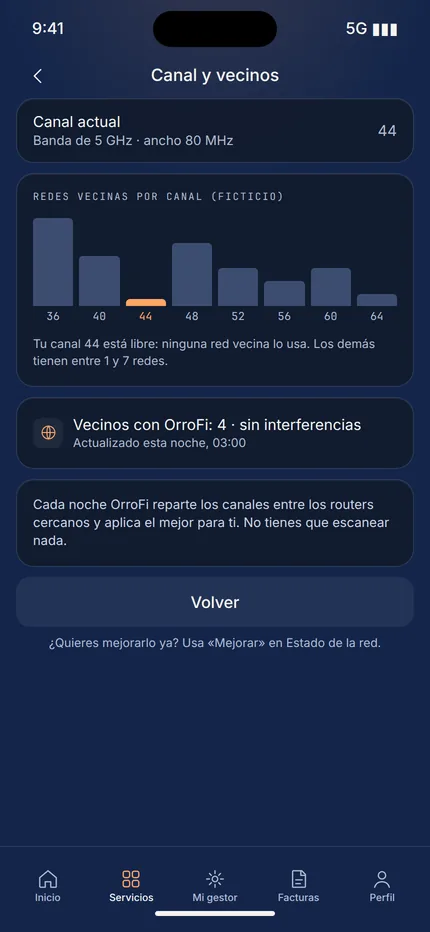 9:41
5G
Canal y vecinos
Canal actual
Banda de 5 GHz · ancho 80 MHz
44
REDES VECINAS POR CANAL (FICTICIO)
36 40 44 48 52 56 60 64
Tu canal 44 está libre: ninguna red vecina lo usa. Los demás
tienen entre 1 y 7 redes.
Vecinos con OrroFi: 4 · sin interferencias
Actualizado esta noche, 03:00
Cada noche OrroFi reparte los canales entre los routers
cercanos y aplica el mejor para ti. No tienes que escanear
nada.
Volver
¿Quieres mejorarlo ya? Usa «Mejorar» en Estado de la red.
Inicio Servicios Mi gestor Facturas Perfil